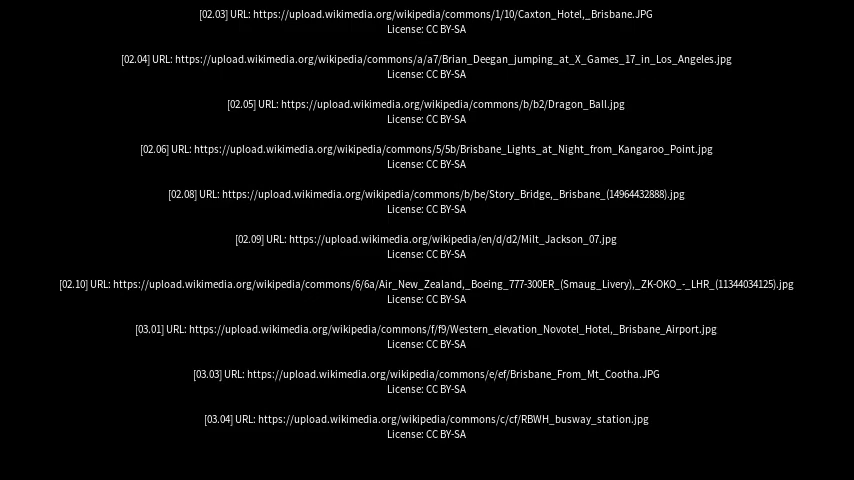 [02.03] URL: https://upload.wikimedia.org/wikipedia/commons/1/10/Caxton_Hotel,_Brisbane.JPG
License: CC BY-SA
[02.04] URL: https://upload.wikimedia.org/wikipedia/commons/a/a7/Brian_Deegan_jumping_at_X_Games_17_in_Los_Angeles.jpg
License: CC BY-SA
[02.05] URL: https://upload.wikimedia.org/wikipedia/commons/b/b2/Dragon_Ball.jpg
License: CC BY-SA
[02.06] URL: https://upload.wikimedia.org/wikipedia/commons/5/5b/Brisbane_Lights_at_Night_from_Kangaroo_Point.jpg
License: CC BY-SA
[02.08] URL: https://upload.wikimedia.org/wikipedia/commons/b/be/Story_Bridge,_Brisbane_(14964432888).jpg
License: CC BY-SA
[02.09] URL: https://upload.wikimedia.org/wikipedia/en/d/d2/Milt_Jackson_07.jpg
License: CC BY-SA
[02.10] URL: https://upload.wikimedia.org/wikipedia/commons/6/6a/Air_New_Zealand,_Boeing_777-300ER_(Smaug_Livery),_ZK-OKO_-_LHR_(11344034125).jpg
License: CC BY-SA
[03.01] URL: https://upload.wikimedia.org/wikipedia/commons/f/f9/Western_elevation_Novotel_Hotel,_Brisbane_Airport.jpg
License: CC BY-SA
[03.03] URL: https://upload.wikimedia.org/wikipedia/commons/e/ef/Brisbane_From_Mt_Cootha.JPG
License: CC BY-SA
[03.04] URL: https://upload.wikimedia.org/wikipedia/commons/c/cf/RBWH_busway_station.jpg
License: CC BY-SA